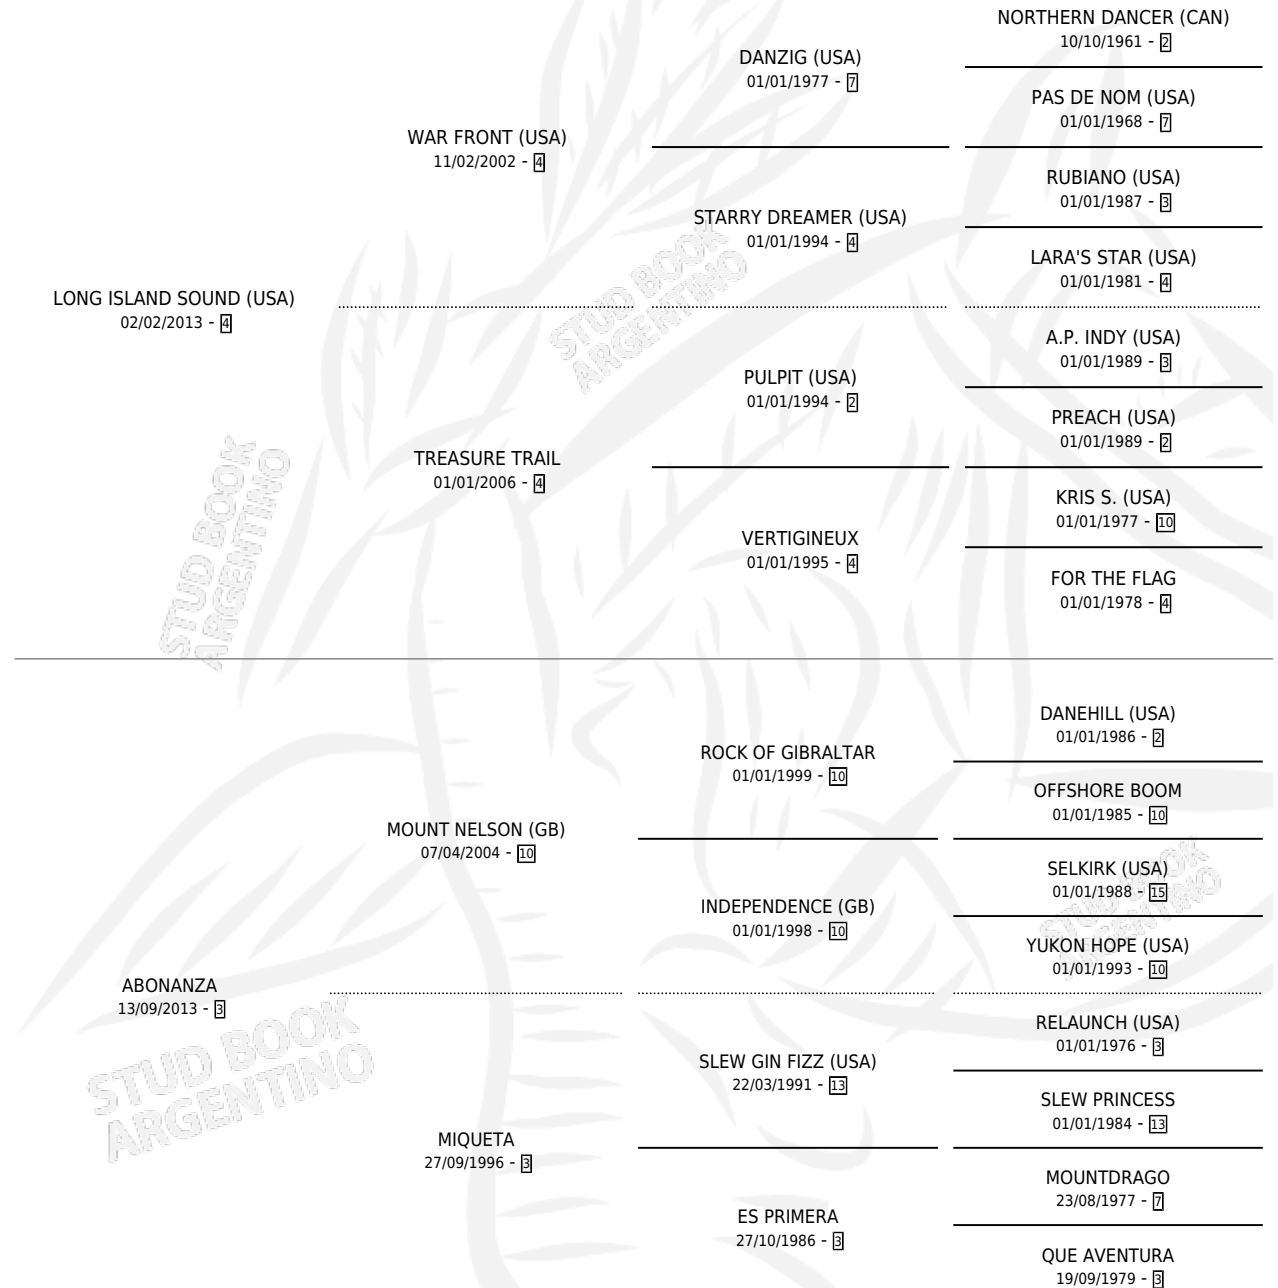 NORTHERN DANCER (CAN)
10/10/1961 - 2
DANZIG (USA)
01/01/1977 - 7
PAS DE NOM (USA)
01/01/1968 - 7
WAR FRONT (USA)
11/02/2002 - 4
RUBIANO (USA)
01/01/1987 - 3
STARRY DREAMER (USA)
01/01/1994 - 4
LARA'S STAR (USA)
01/01/1981 - 4
LONG ISLAND SOUND (USA)
02/02/2013 - 4
A.P. INDY (USA)
01/01/1989 - 3
PULPIT (USA)
01/01/1994 - 2
PREACH (USA)
01/01/1989 - 2
TREASURE TRAIL
01/01/2006 - 4
KRIS S. (USA)
01/01/1977 - 10
VERTIGINEUX
01/01/1995 - 4
FOR THE FLAG
01/01/1978 - 4
DANEHILL (USA)
01/01/1986 - 2
ROCK OF GIBRALTAR
01/01/1999 - 10
OFFSHORE BOOM
01/01/1985 - 10
MOUNT NELSON (GB)
07/04/2004 - 10
SELKIRK (USA)
01/01/1988 - 15
INDEPENDENCE (GB)
01/01/1998 - 10
YUKON HOPE (USA)
01/01/1993 - 10
ABONANZA
13/09/2013 - 3
RELAUNCH (USA)
01/01/1976 - 3
SLEW GIN FIZZ (USA)
22/03/1991 - 13
SLEW PRINCESS
01/01/1984 - 13
MIQUETA
27/09/1996 - 3
MOUNTDRAGO
23/08/1977 - 7
ES PRIMERA
27/10/1986 - 3
QUE AVENTURA
19/09/1979 - 3
STUD BOOK
ARGENTINO
STUD BOOK
ARGENTINO
STUD BOOK
ARGENTINO
STUD BOOK
ARGENTINO